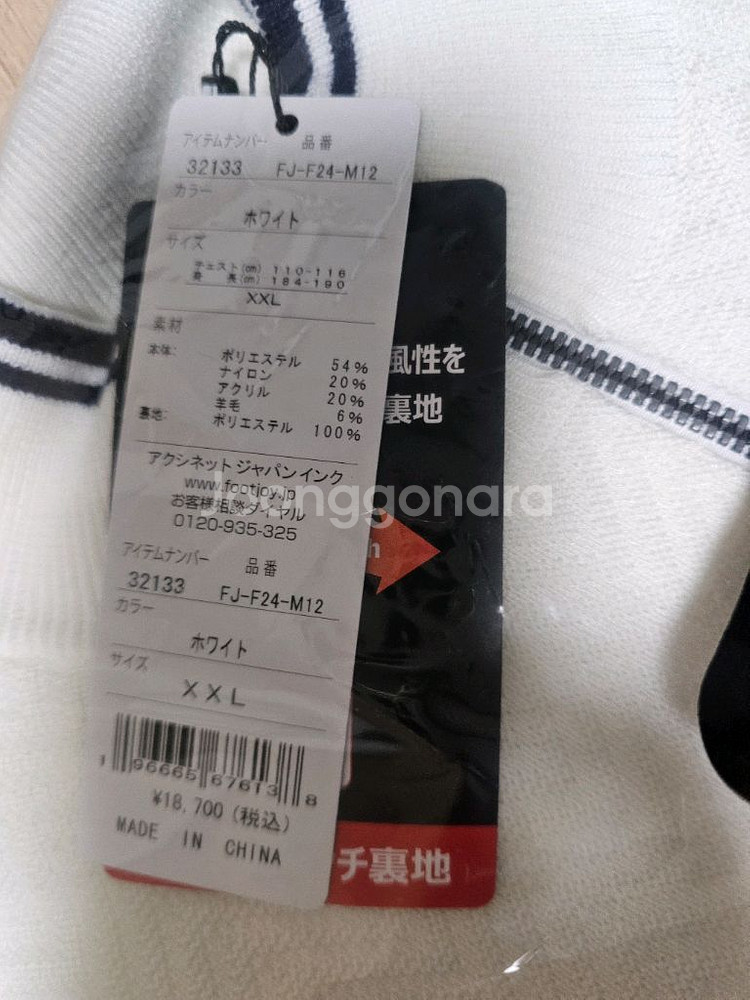 アイテムナンバー 品番
32133 FJ-F24-M12
カラー
ホワイト
サイズ
チェスト(cm) 110-116
身 長(cm) 184-190
XXL
素材
本体: ポリエステル 54%
ナイロン 20%
アクリル 20%
羊毛 6%
裏地: ポリエステル 100%
アクシネット ジャパン インク
www.footjoy.jp
お客様相談ダイヤル
0120-935-325
アイテムナンバー 品番
32133 FJ-F24-M12
カラー
ホワイト
サイズ
XXL
96665 67613 8
¥18,700 (税込)
MADE IN CHINA
風性を
裏地
チ裏地
Joonggonara